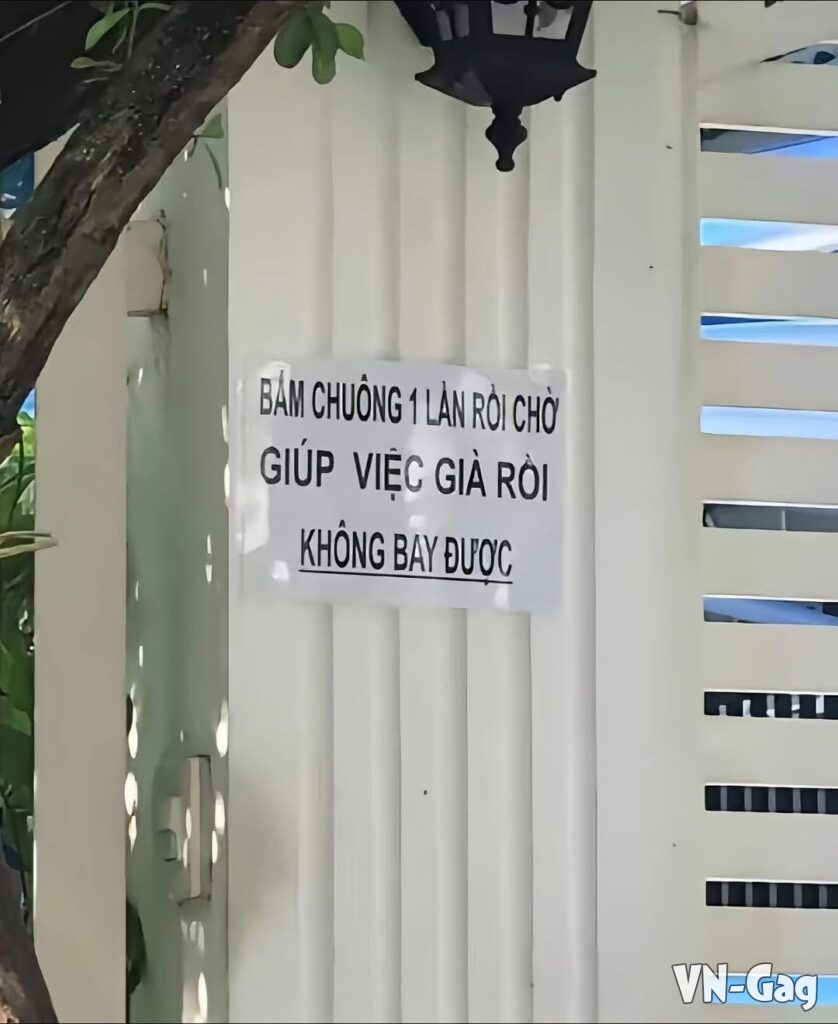 BẤM CHUÔNG 1 LẦN RỒI CHỜ
GIÚP VIỆC GIÀ RỒI
KHÔNG BAY ĐƯỢC
VN-Gag